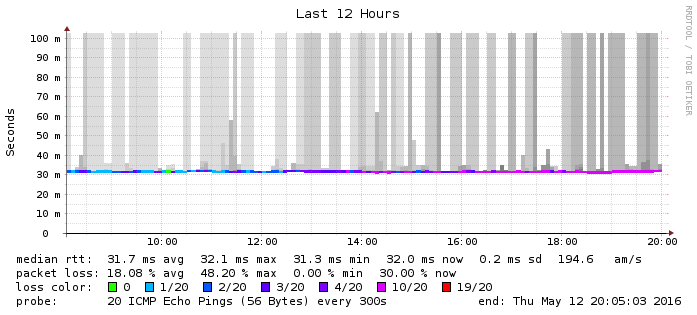 Last 12 Hours
RRDTOOL / TOBI OETIKER
Seconds
100 m
90 m
80 m
70 m
60 m
50 m
40 m
30 m
20 m
10 m
0
10:00 12:00 14:00 16:00 18:00 20:00
median rtt: 31.7 ms avg 32.1 ms max 31.3 ms min 32.0 ms now 0.2 ms sd 194.6 am/s
packet loss: 18.08 % avg 48.20 % max 0.00 % min 30.00 % now
loss color: 0 1/20 2/20 3/20 4/20 10/20 19/20
probe: 20 ICMP Echo Pings (56 Bytes) every 300s end: Thu May 12 20:05:03 2016